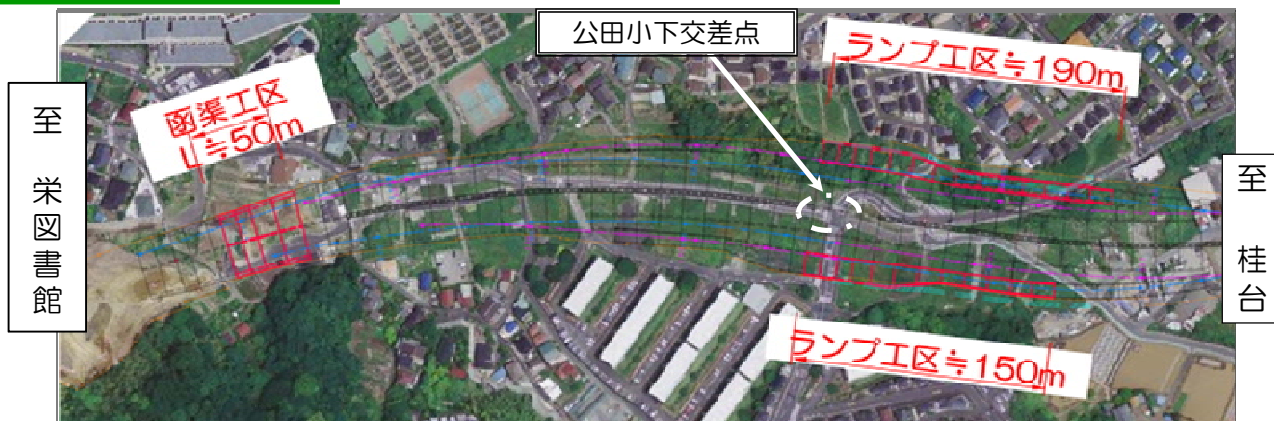 公田小下交差点
ランプ工区≒190m
函渠工区
≒50m
至 栄図書館
至 桂台
ランプ工区≒150m